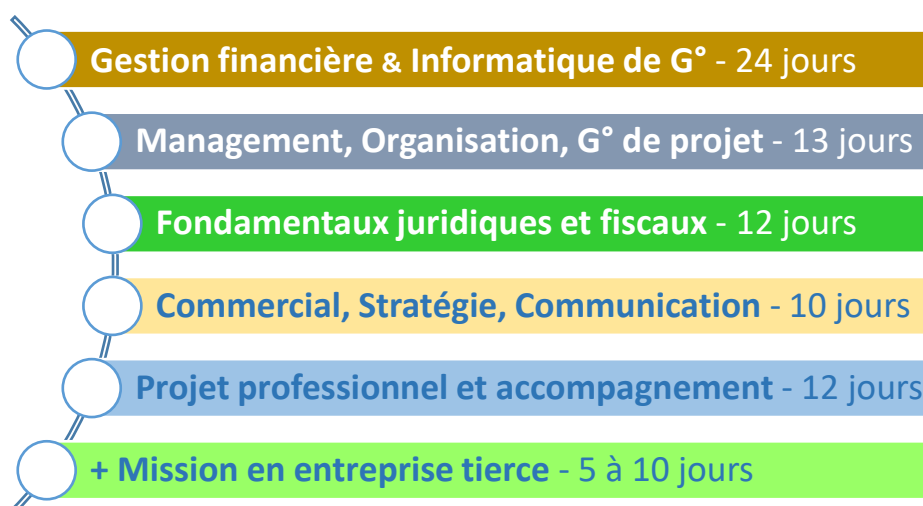 Gestion financière & Informatique de G° - 24 jours
Management, Organisation, G° de projet - 13 jours
Fondamentaux juridiques et fiscaux - 12 jours
Commercial, Stratégie, Communication - 10 jours
Projet professionnel et accompagnement - 12 jours
+ Mission en entreprise tierce - 5 à 10 jours